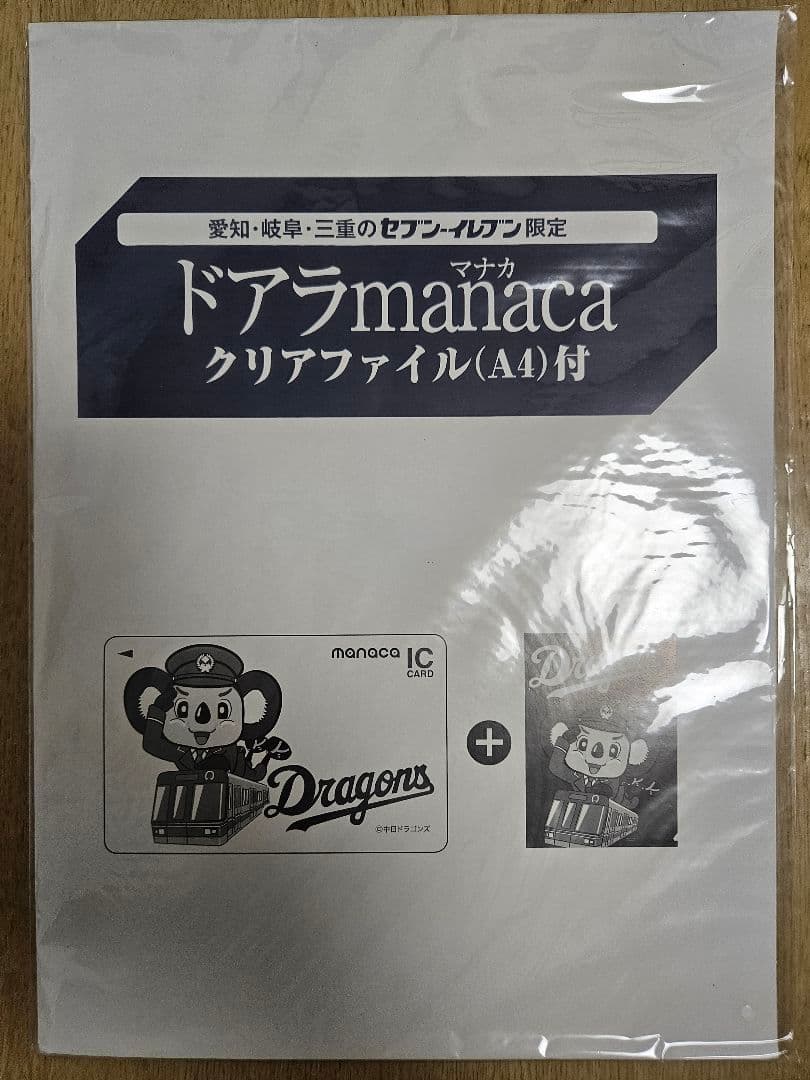 愛知・岐阜・三重のセブン-イレブン限定
マナカ
ドアラmanaca
クリアファイル(A4)付
manaca IC
CARD
Dragons
©中日ドラゴンズ
+
Dragons